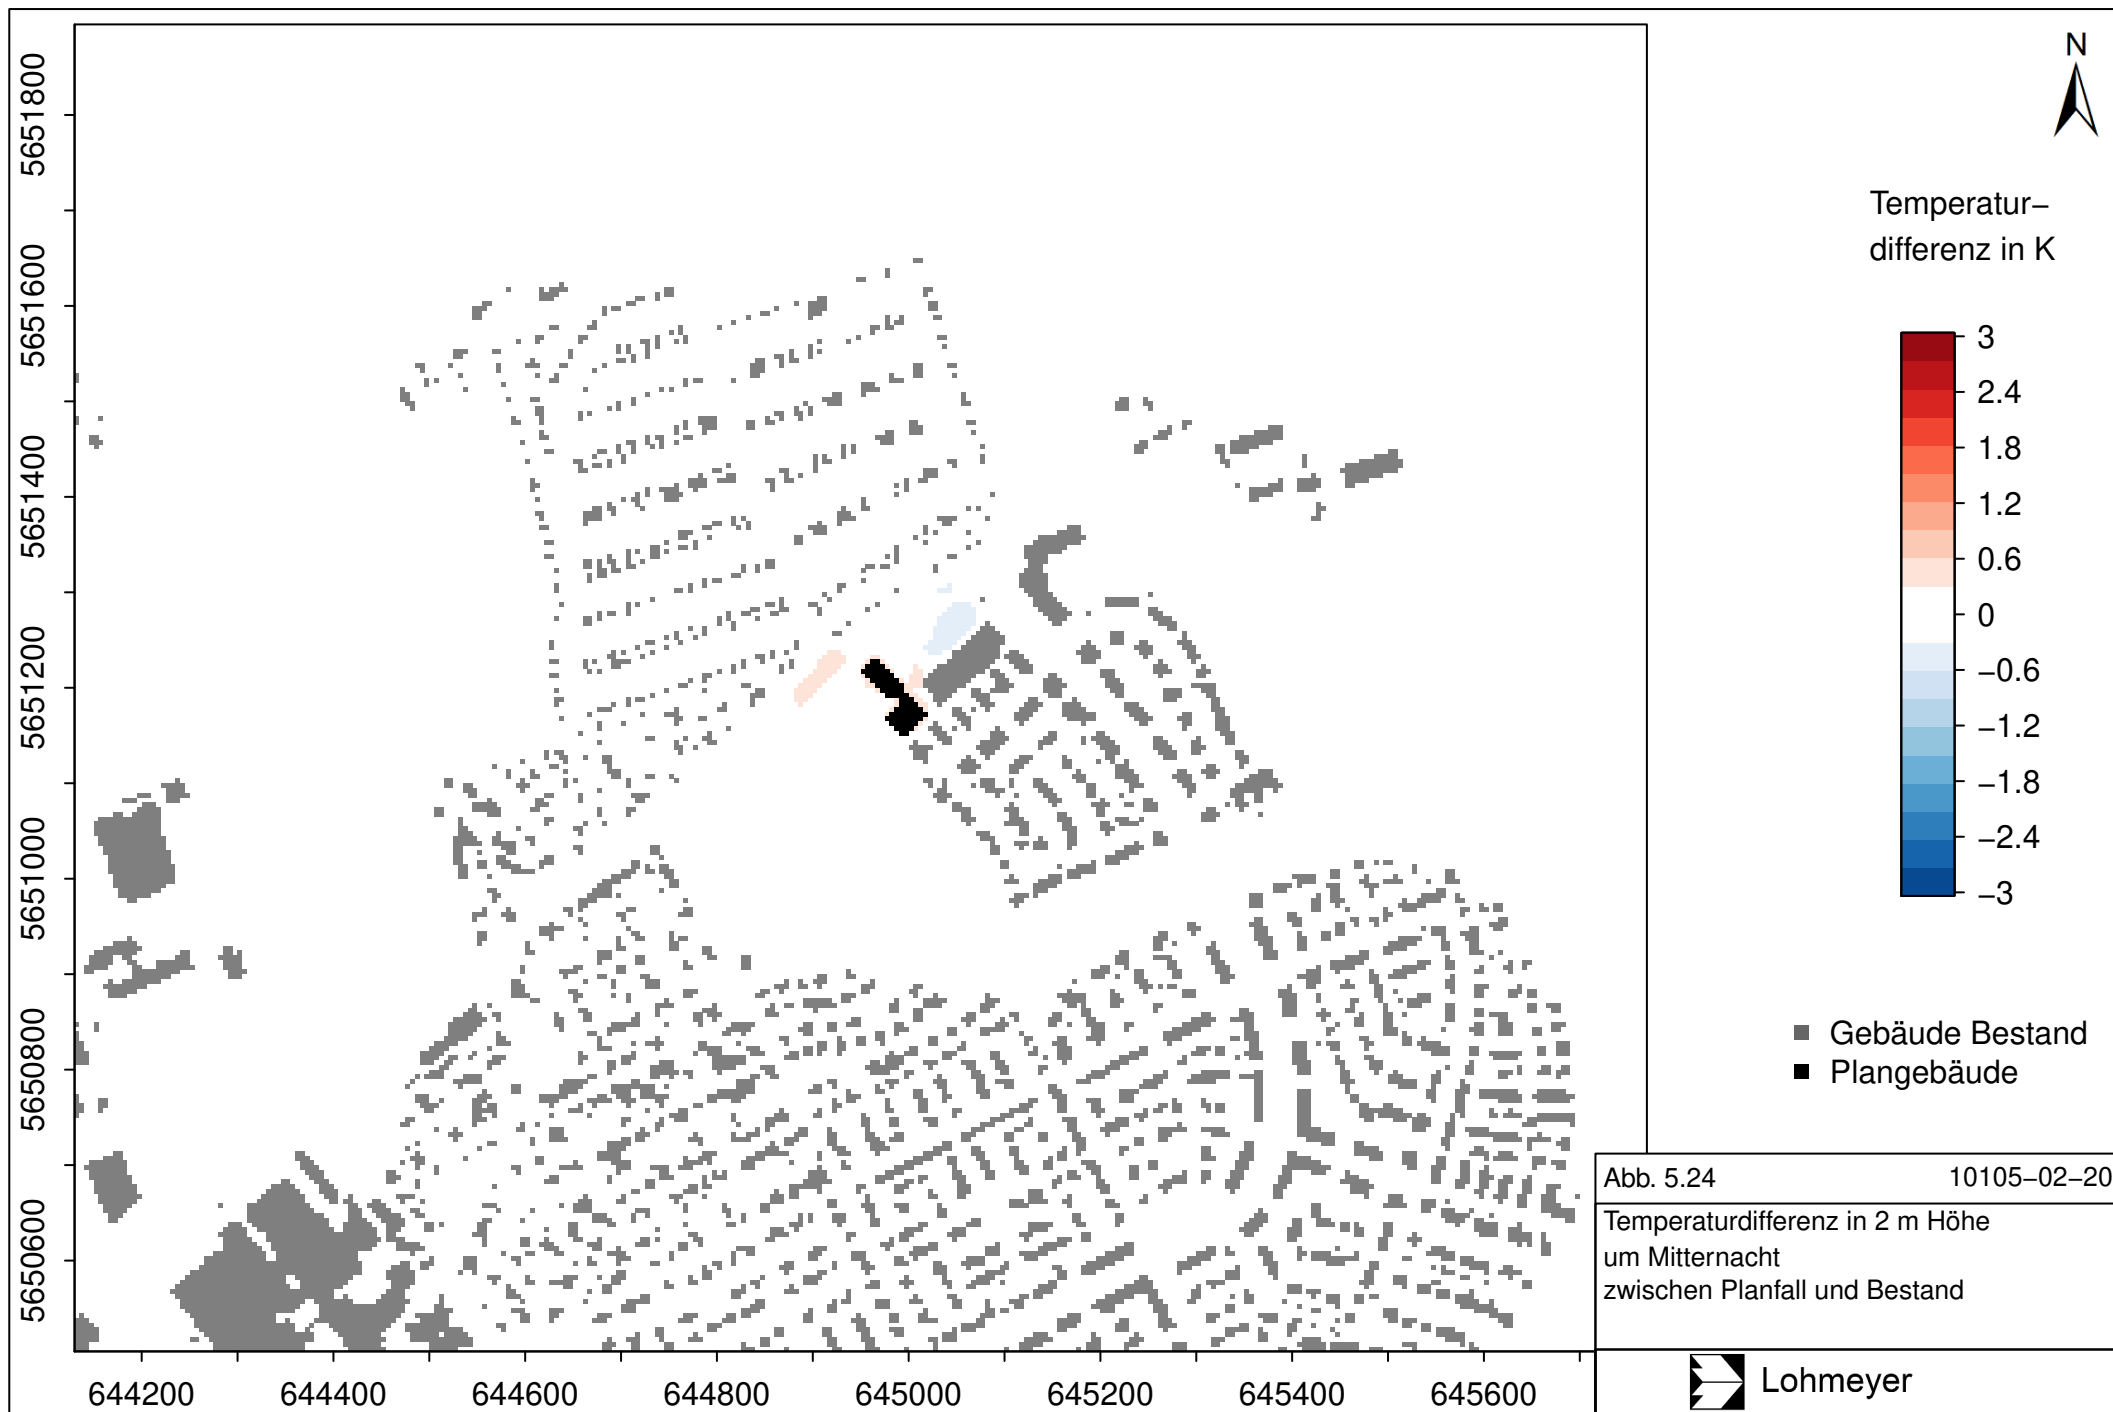 N
Temperatur–
differenz in K
3
2.4
1.8
1.2
0.6
0
−0.6
−1.2
−1.8
−2.4
−3
Gebäude Bestand
Plangebäude
5651800
5651600
5651400
5651200
5651000
5650800
5650600
644200 644400 644600 644800 645000 645200 645400 645600
Abb. 5.24 10105−02−20
Temperaturdifferenz in 2 m Höhe
um Mitternacht
zwischen Planfall und Bestand
Lohmeyer